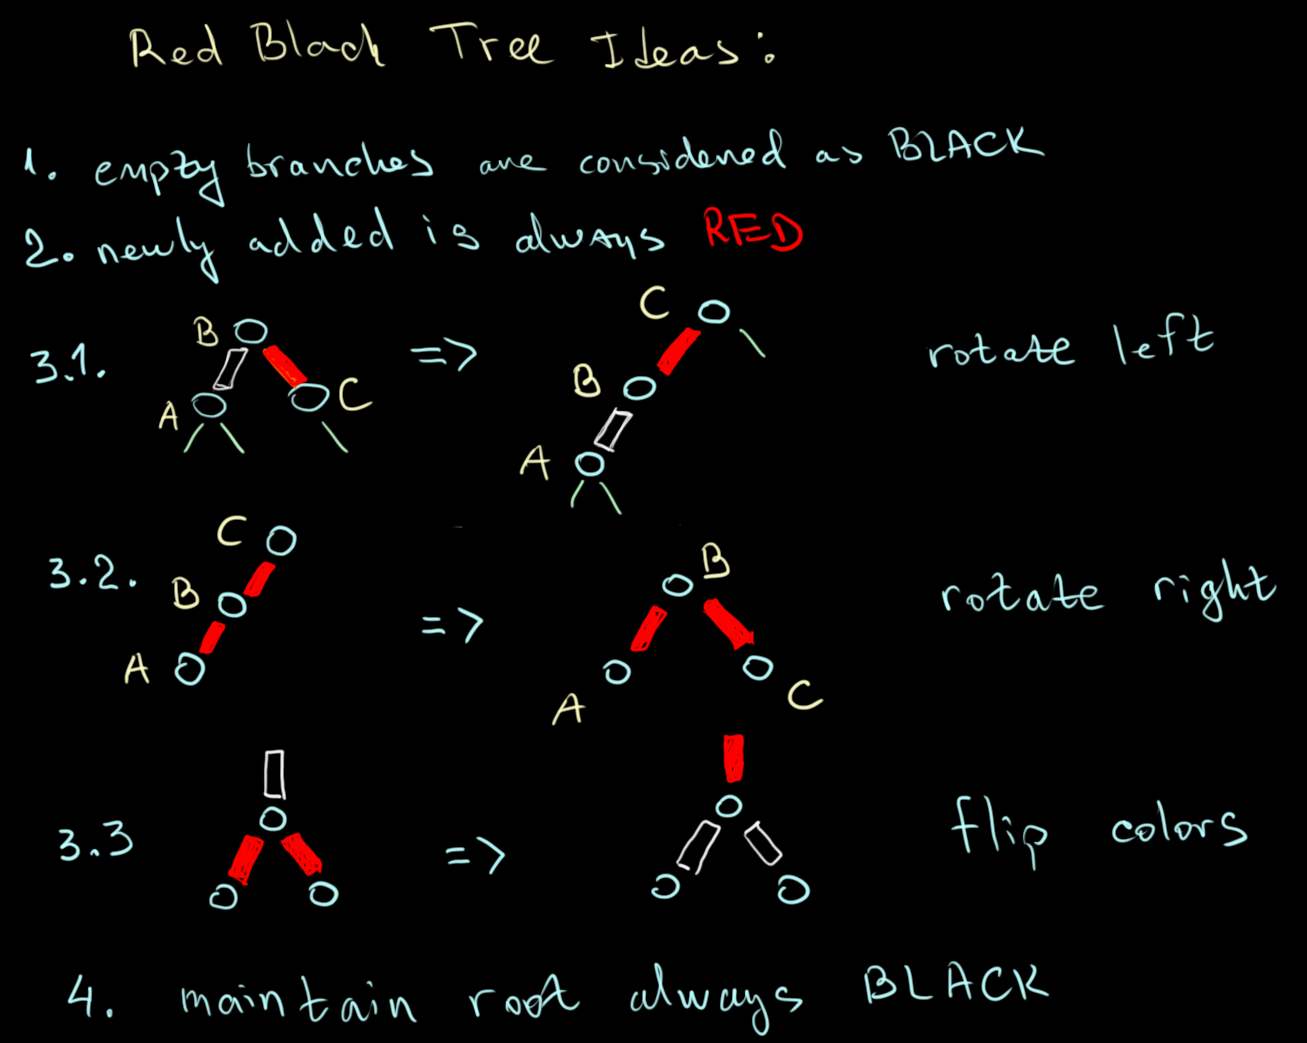 Red Black Tree Ideas:
1. empty branches are considered as BLACK
2. newly added is always RED
3.1. B A C => C B A rotate left
3.2. C B A => B A C rotate right
3.3 => flip colors
4. maintain root always BLACK